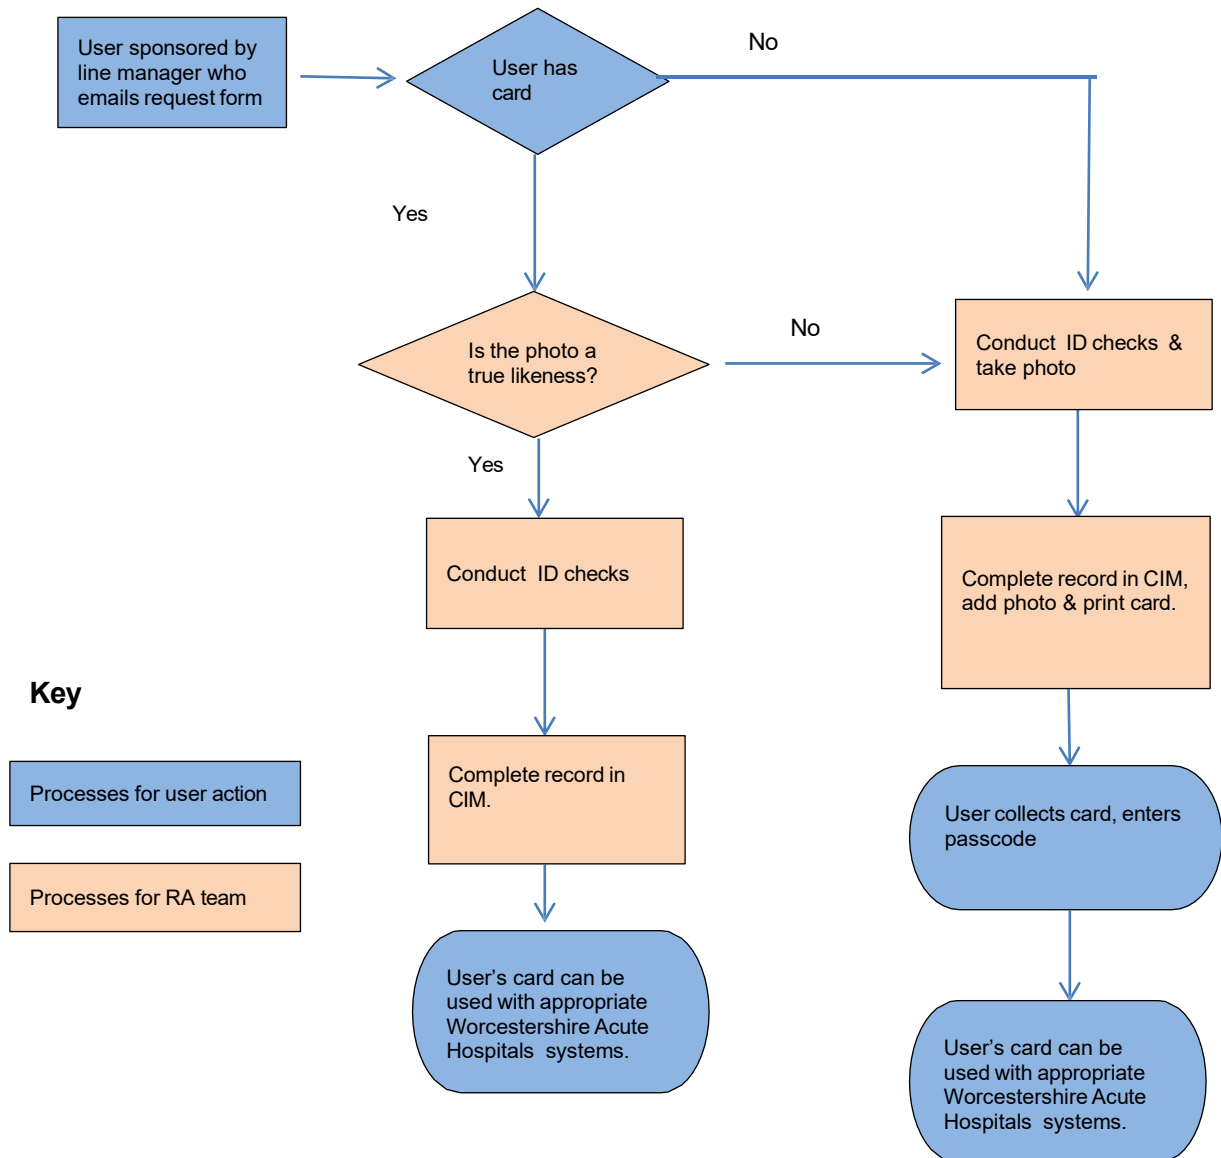 User sponsored by
line manager who
emails request form
User has
card
No
Yes
Is the photo a
true likeness?
No
Conduct ID checks &
take photo
Yes
Conduct ID checks
Complete record in CIM,
add photo & print card.
Key
Processes for user action
Processes for RA team
Complete record in
CIM.
User collects card, enters
passcode
User’s card can be
used with appropriate
Worcestershire Acute
Hospitals systems.
User’s card can be
used with appropriate
Worcestershire Acute
Hospitals systems.